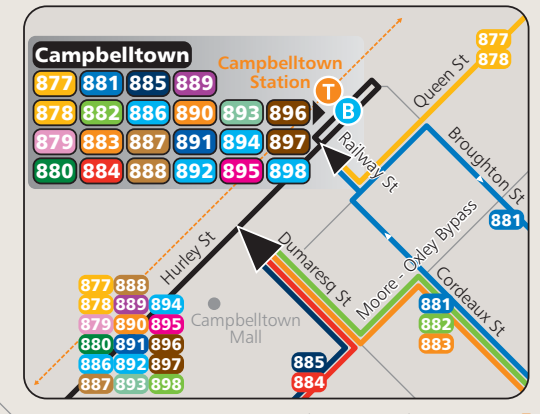 Campbelltown
877 881 885 889
878 882 886 890 893 896
879 883 887 891 894 897
880 884 888 892 895 898
Campbelltown
Station
T
B
877
878
Queen St
Railway St
Broughton St
881
Moore - Oxley Bypass
Hurley St
Dumaresq St
Cordeaux St
881
882
883
Campbelltown
Mall
877 888
878 889 894
879 890 895
880 891 896
886 892 897
887 893 898
885
884